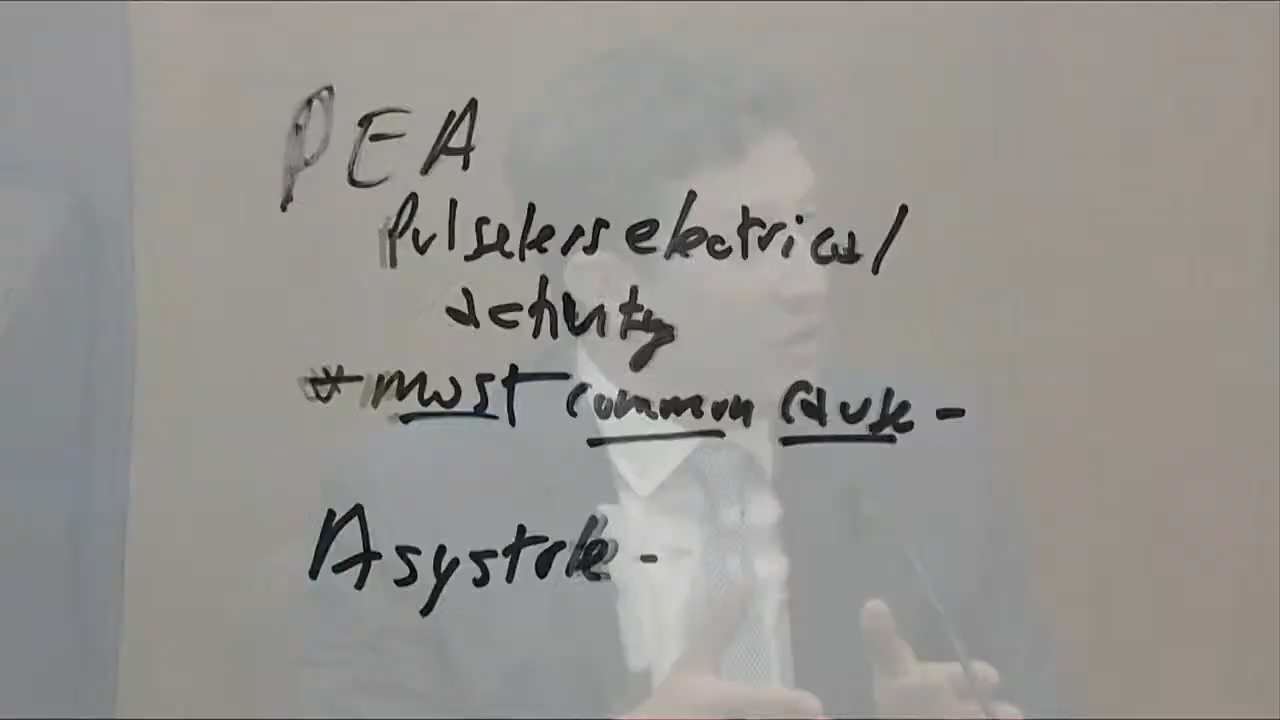 PEA
Pulseless electrical
activity
* most common cause -
Asystole -